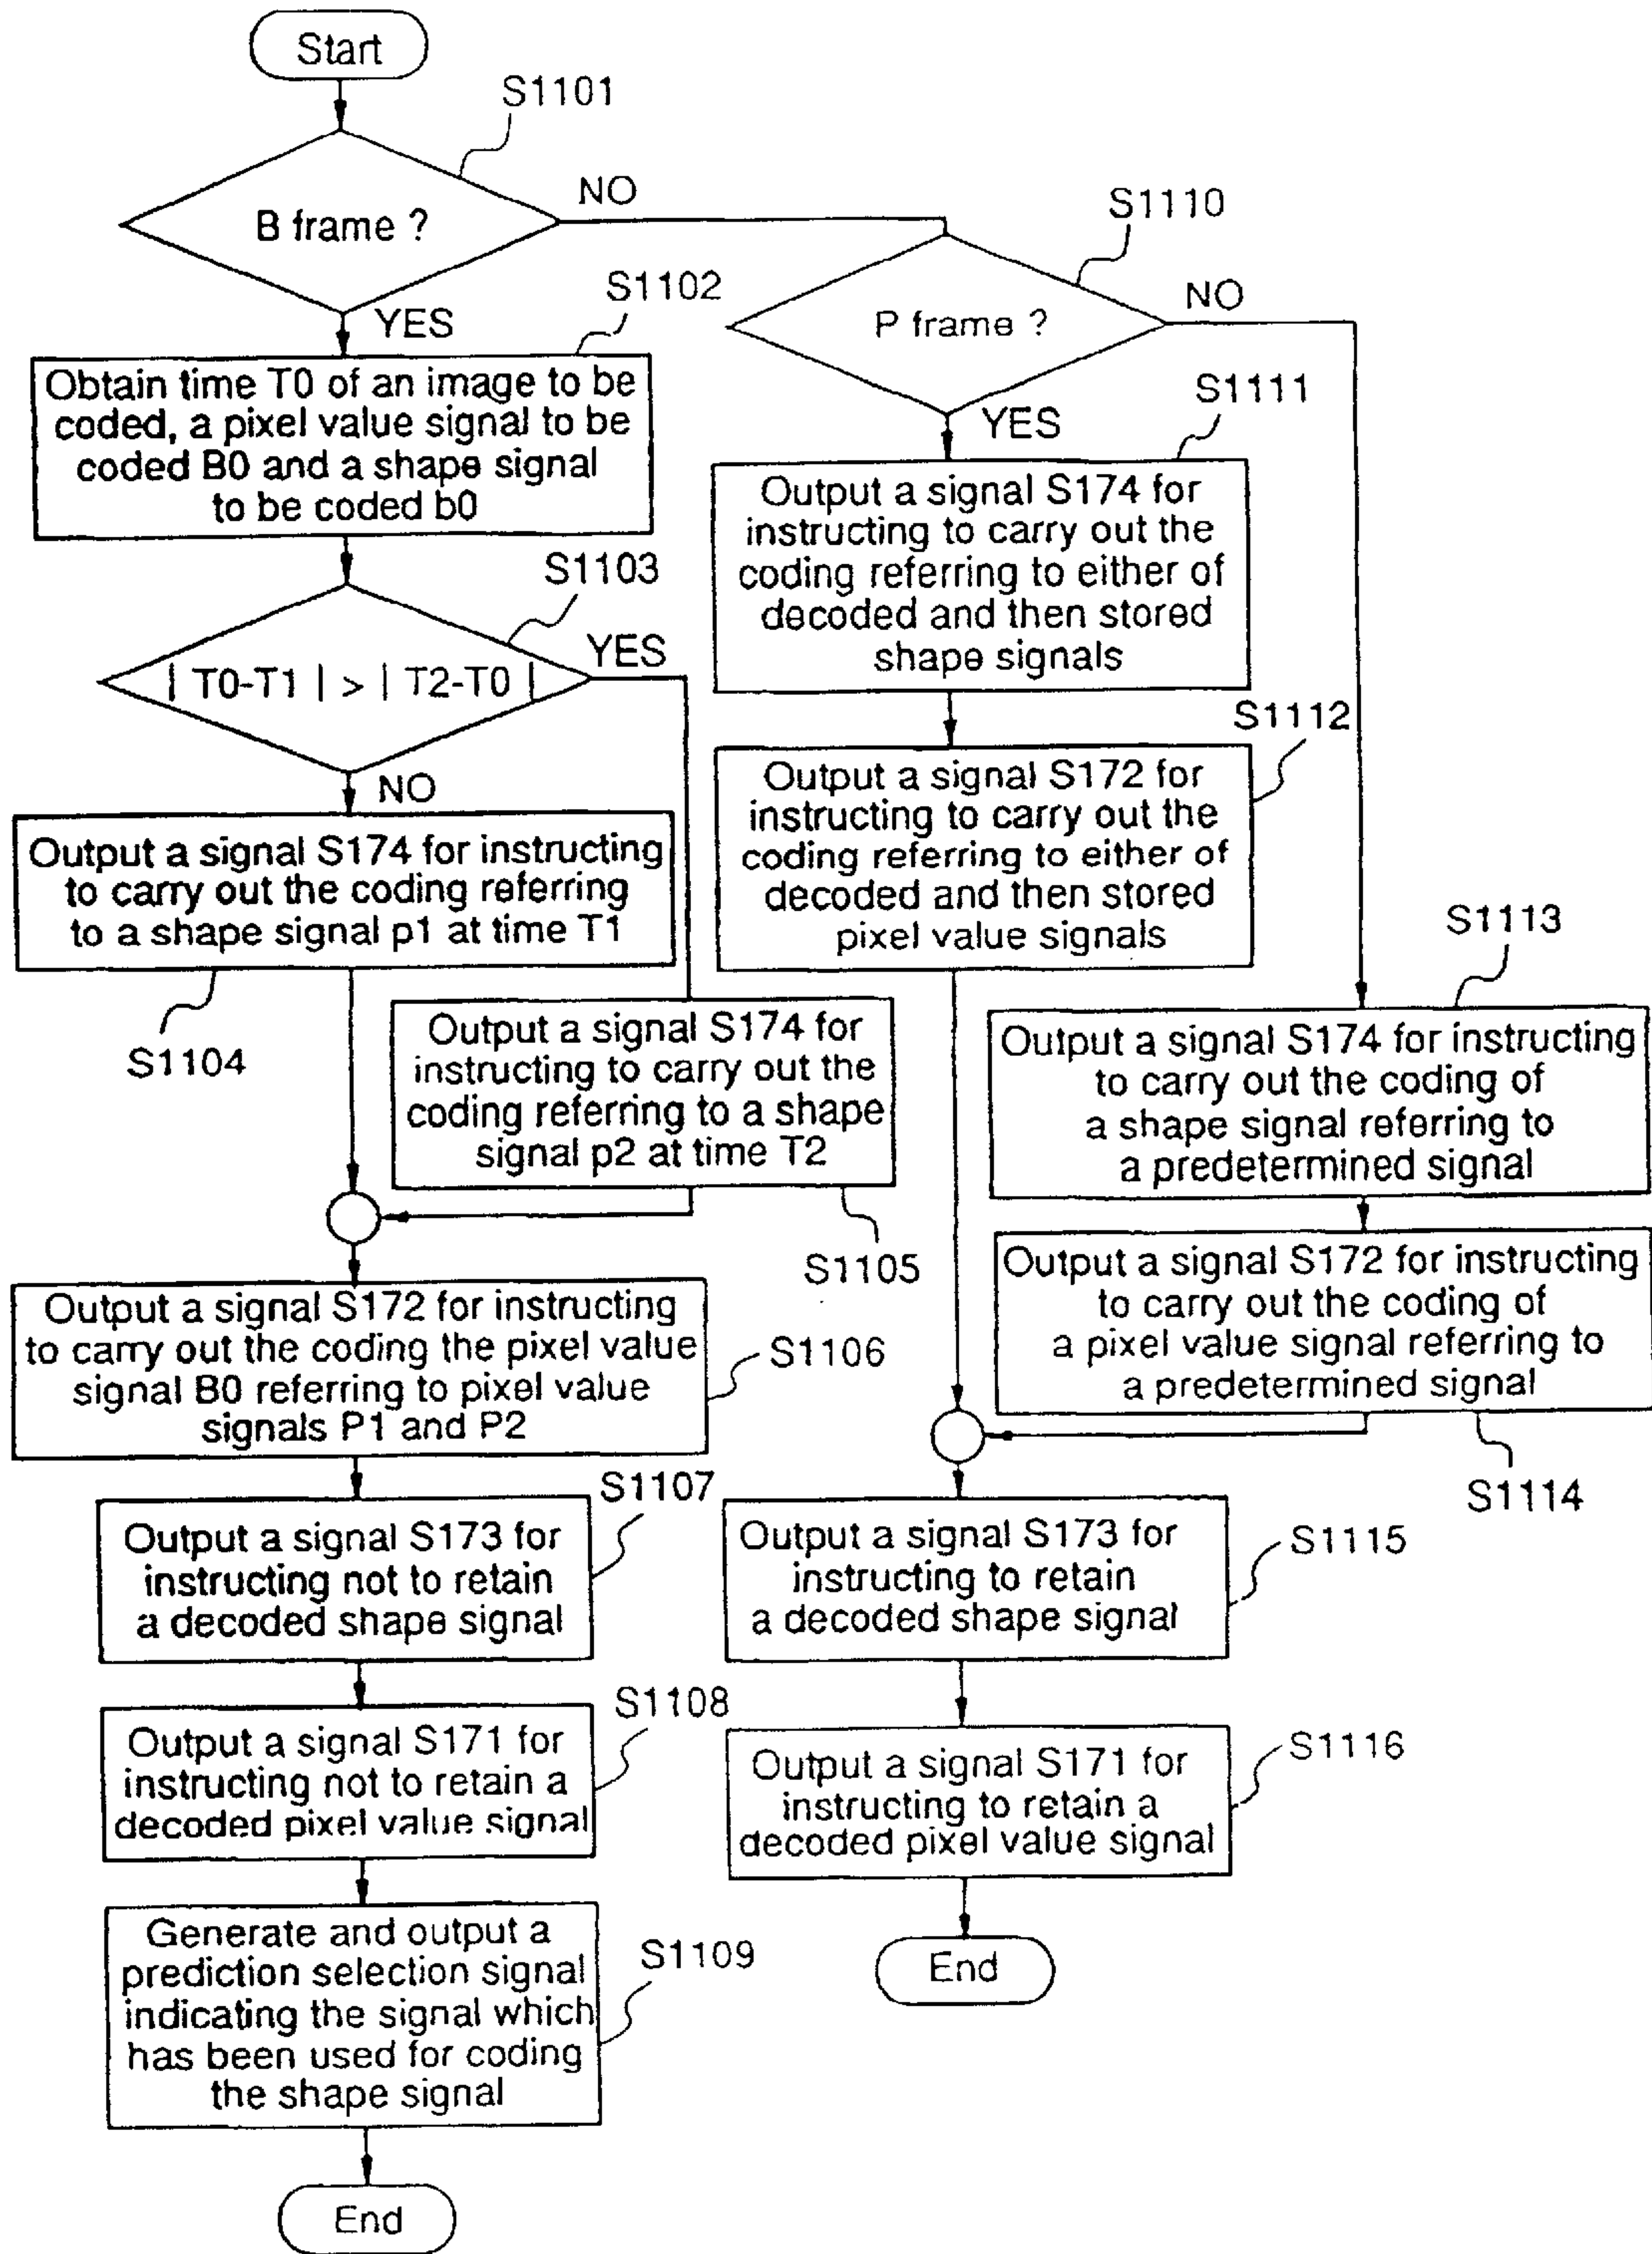 Start
S1101
B frame ?
NO
YES
S1102
Obtain time T0 of an image to be
coded, a pixel value signal to be
coded B0 and a shape signal
to be coded b0
S1103
| T0-T1 | > | T2-T0 |
YES
NO
Output a signal S174 for instructing
to carry out the coding referring
to a shape signal p1 at time T1
S1104
Output a signal S174 for
instructing to carry out the
coding referring to a shape
signal p2 at time T2
S1105
Output a signal S172 for instructing
to carry out the coding the pixel value
signal B0 referring to pixel value
signals P1 and P2
S1106
S1107
Output a signal S173 for
instructing not to retain
a decoded shape signal
S1108
Output a signal S171 for
instructing not to retain a
decoded pixel value signal
Generate and output a
prediction selection signal
indicating the signal which
has been used for coding
the shape signal
S1109
End
S1110
P frame ?
NO
YES
S1111
Output a signal S174 for
instructing to carry out the
coding referring to either of
decoded and then stored
shape signals
S1112
Output a signal S172 for
instructing to carry out the
coding referring to either of
decoded and then stored
pixel value signals
S1113
Output a signal S174 for instructing
to carry out the coding of
a shape signal referring to
a predetermined signal
Output a signal S172 for instructing
to carry out the coding of
a pixel value signal referring to
a predetermined signal
S1114
Output a signal S173 for
instructing to retain
a decoded shape signal
S1115
Output a signal S171 for
instructing to retain a
decoded pixel value signal
S1116
End